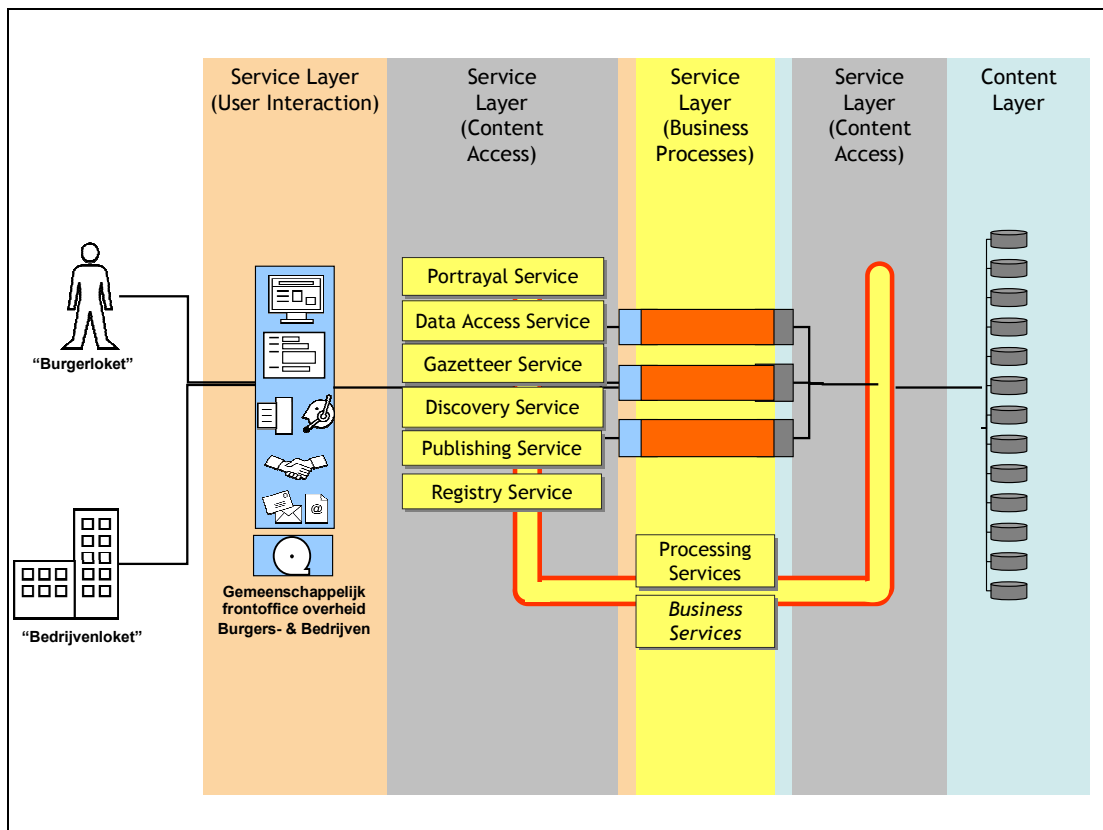 Service Layer
(User Interaction)
Service
Layer
(Content
Access)
Service
Layer
(Business
Processes)
Service
Layer
(Content
Access)
Content
Layer
"Burgerloket"
"Bedrijvenloket"
@
Gemeenschappelijk
frontoffice overheid
Burgers- & Bedrijven
Portrayal Service
Data Access Service
Gazetteer Service
Discovery Service
Publishing Service
Registry Service
Processing
Services
Business
Services